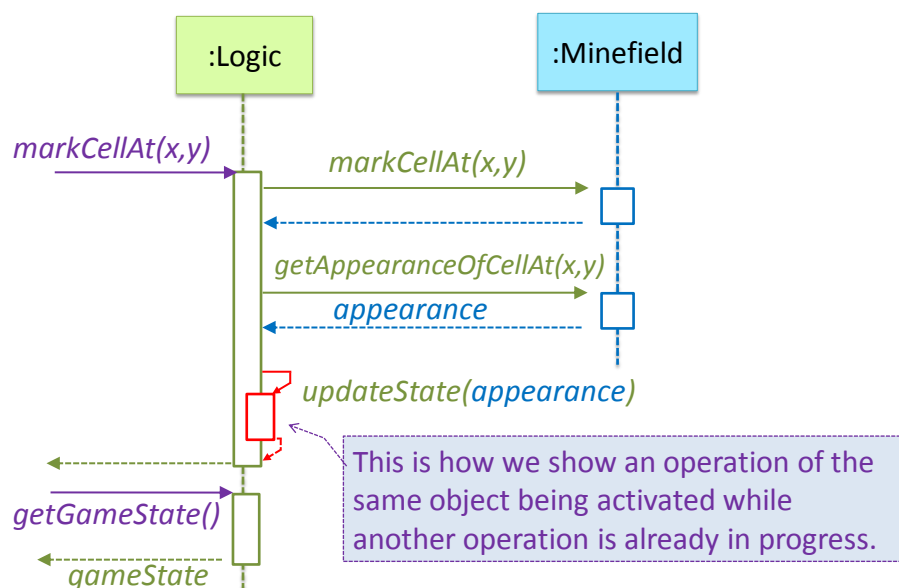 :Logic
:Minefield
markCellAt(x,y)
markCellAt(x,y)
getAppearanceOfCellAt(x,y)
appearance
updateState(appearance)
This is how we show an operation of the
same object being activated while
another operation is already in progress.
getGameState()
gameState